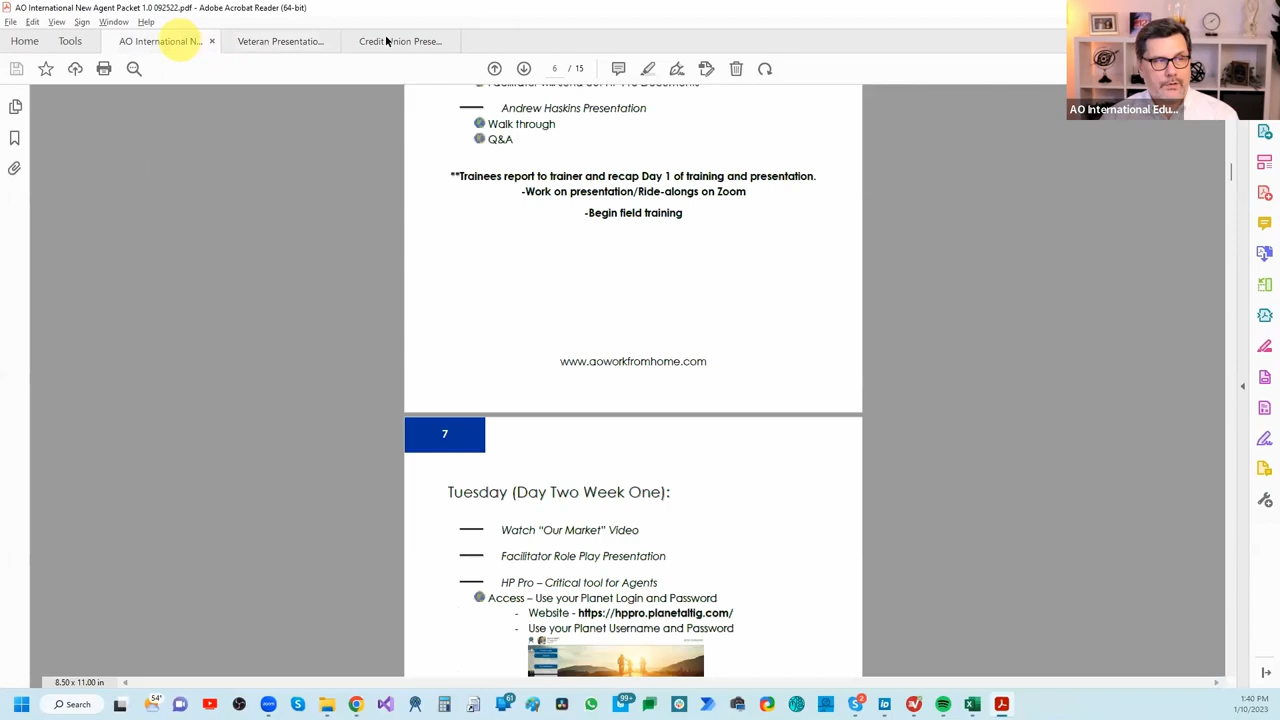 AO International New Agent Packet 1.0 092522.pdf - Adobe Acrobat Reader (64-bit)
File Edit View Sign Window Help
Home Tools AO International N... × Veteran Presentatio... Credit Union Prese...
6 / 15
AO International Edu...
Andrew Haskins Presentation
Walk through
Q&A
**Trainees report to trainer and recap Day 1 of training and presentation.
-Work on presentation/Ride-alongs on Zoom
-Begin field training
www.aoworkfromhome.com
7
Tuesday (Day Two Week One):
Watch “Our Market” Video
Facilitator Role Play Presentation
HP Pro – Critical tool for Agents
Access – Use your Planet Login and Password
- Website - https://hppro.planetaltig.com/
- Use your Planet Username and Password
8.50 x 11.00 in
Search
54°
61
99+
2
1:40 PM
1/10/2023